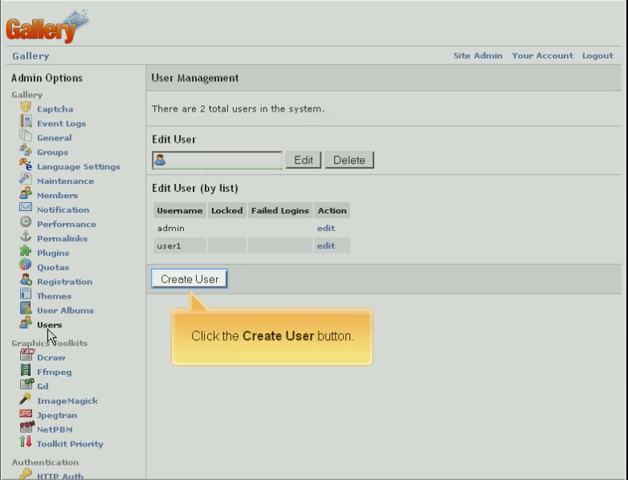 Gallery
Gallery
Site Admin Your Account Logout
Admin Options
Gallery
Captcha
Event Logs
General
Groups
Language Settings
Maintenance
Members
Notification
Performance
Permalinks
Plugins
Quotas
Registration
Themes
User Albums
Users
Graphics Toolkits
Dcraw
Ffmpeg
Gd
ImageMagick
Jpegtran
NetPBM
Toolkit Priority
Authentication
HTTP Auth
User Management
There are 2 total users in the system.
Edit User
Edit Delete
Edit User (by list)
Username Locked Failed Logins Action
admin edit
user1 edit
Create User
Click the Create User button.